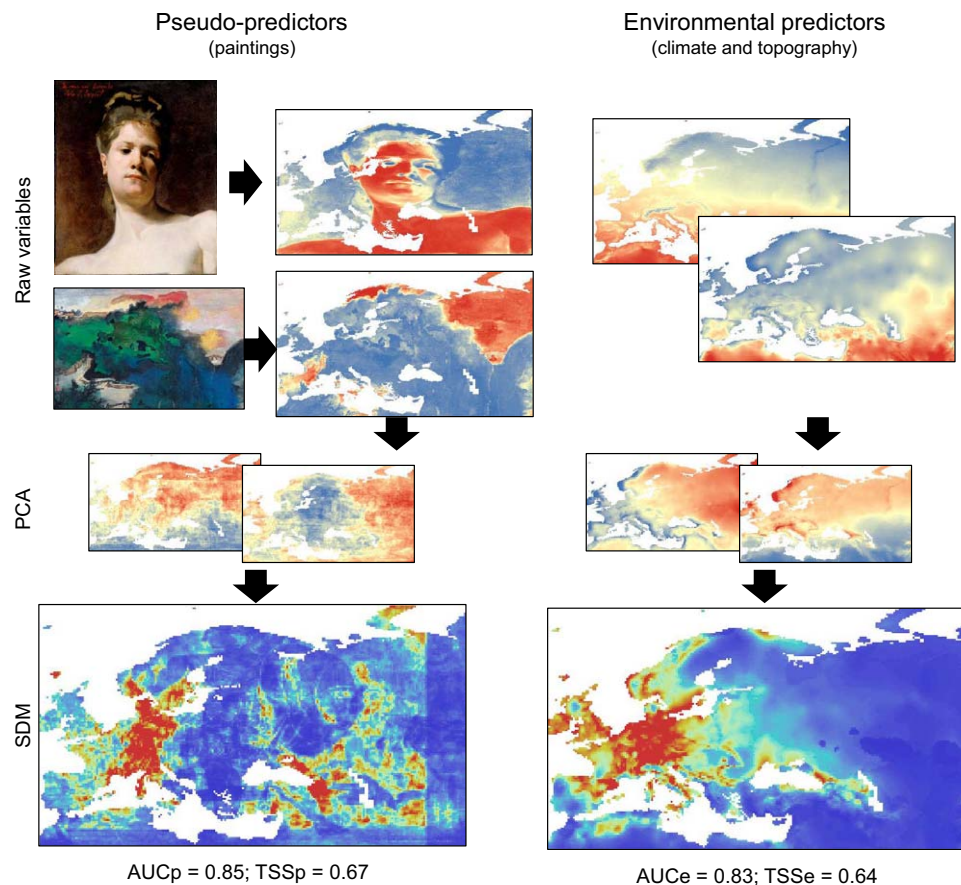 Pseudo-predictors
(paintings)
Environmental predictors
(climate and topography)
Raw variables
PCA
SDM
AUCp = 0.85; TSSp = 0.67
AUCe = 0.83; TSSe = 0.64